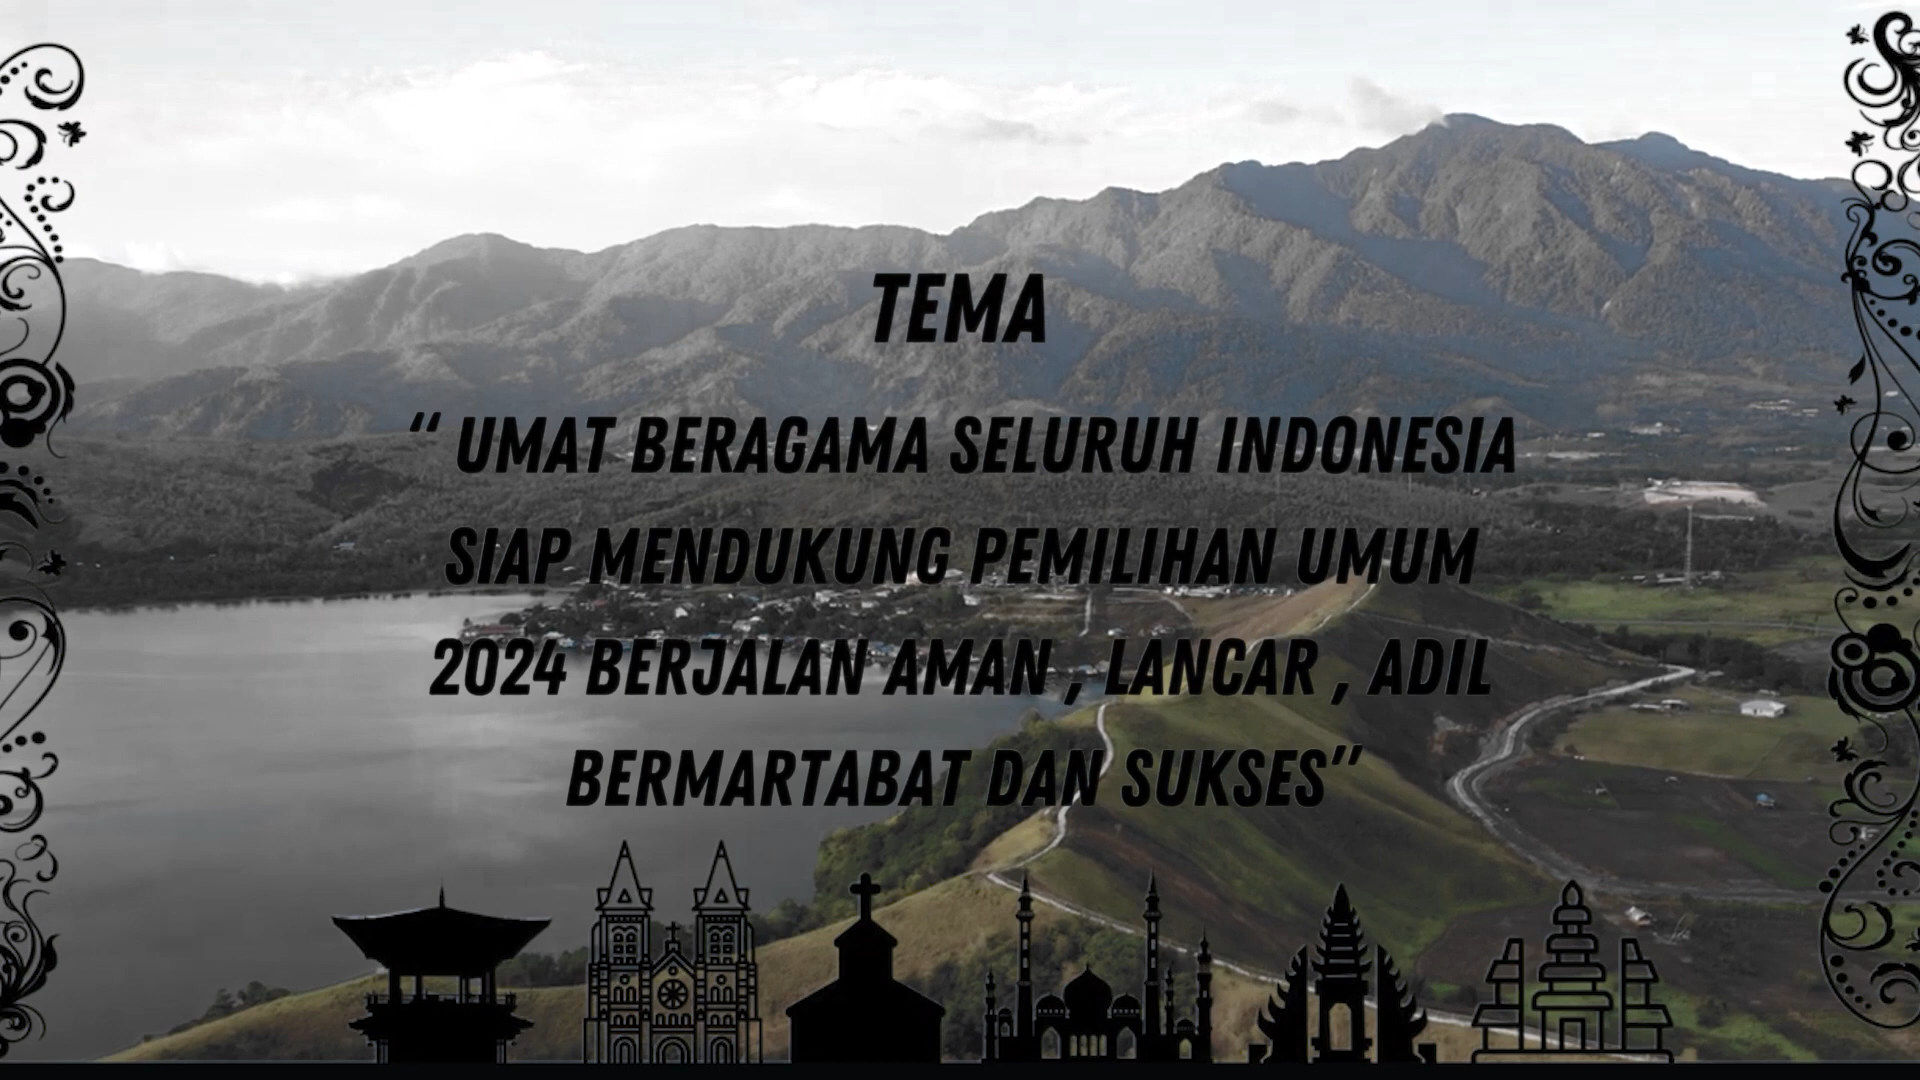 TEMA
“ UMAT BERAGAMA SELURUH INDONESIA
SIAP MENDUKUNG PEMILIHAN UMUM
2024 BERJALAN AMAN , LANCAR , ADIL
BERMARTABAT DAN SUKSES”